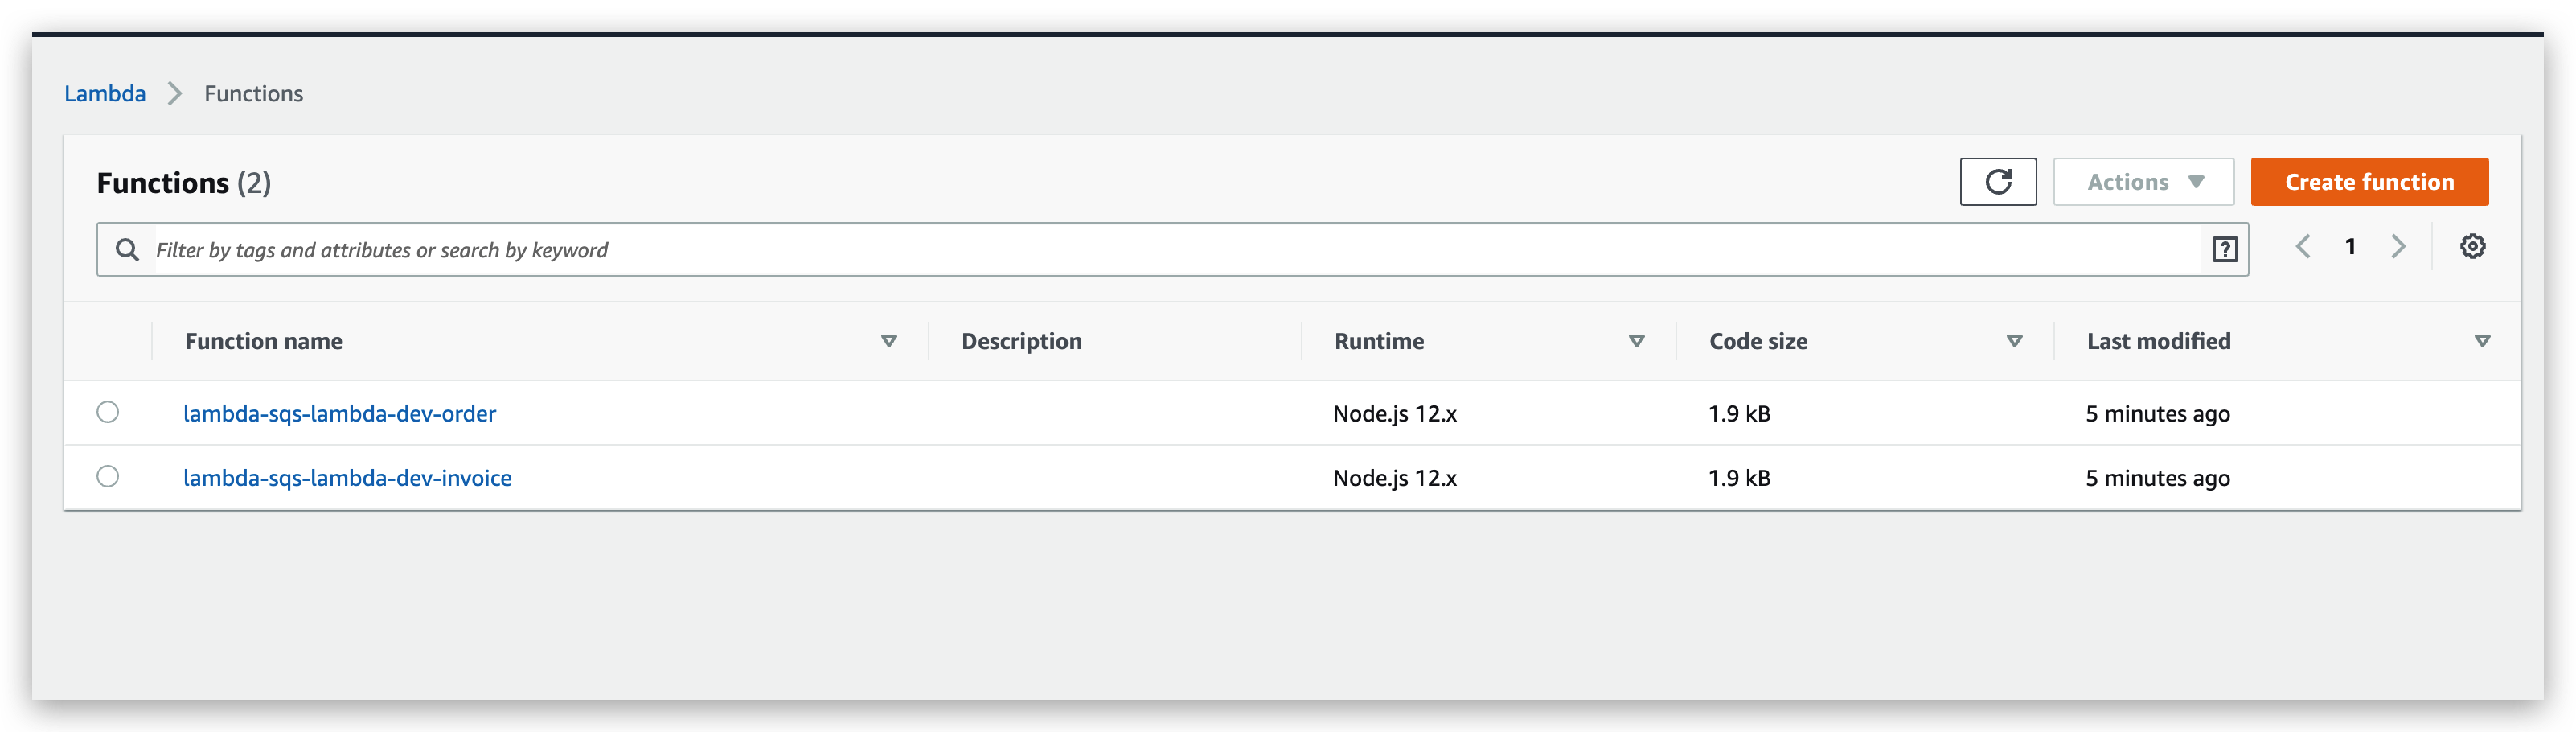 Lambda Functions
Functions (2)
Actions Create function
Filter by tags and attributes or search by keyword ? 1
Function name Description Runtime Code size Last modified
lambda-sqs-lambda-dev-order Node.js 12.x 1.9 kB 5 minutes ago
lambda-sqs-lambda-dev-invoice Node.js 12.x 1.9 kB 5 minutes ago